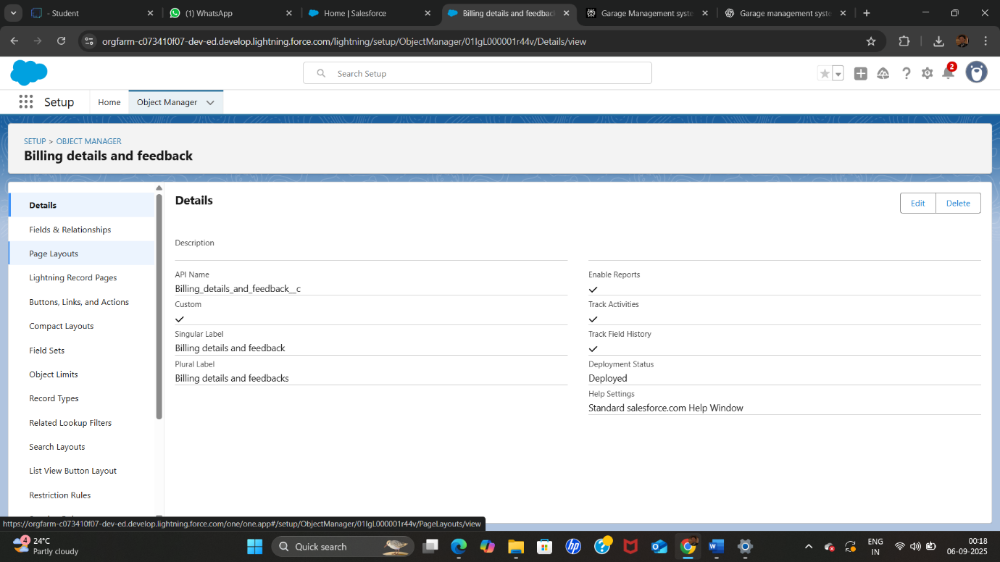 - Student
(1) WhatsApp
Home | Salesforce
Billing details and feedback
Garage Management syste
Garage management syste
orgfarm-c073410f07-dev-ed.develop.lightning.force.com/lightning/setup/ObjectManager/01IgL000001r44v/Details/view
Search Setup
2
Setup
Home
Object Manager
SETUP > OBJECT MANAGER
Billing details and feedback
Details
Fields & Relationships
Page Layouts
Lightning Record Pages
Buttons, Links, and Actions
Compact Layouts
Field Sets
Object Limits
Record Types
Related Lookup Filters
Search Layouts
List View Button Layout
Restriction Rules
Details
Edit
Delete
Description
API Name
Billing_details_and_feedback__c
Custom
Singular Label
Billing details and feedback
Plural Label
Billing details and feedbacks
Enable Reports
Track Activities
Track Field History
Deployment Status
Deployed
Help Settings
Standard salesforce.com Help Window
https://orgfarm-c073410f07-dev-ed.develop.lightning.force.com/one/one.app#/setup/ObjectManager/01IgL000001r44v/PageLayouts/view
4
24°C
Partly cloudy
Quick search
ENG
IN
00:18
06-09-2025